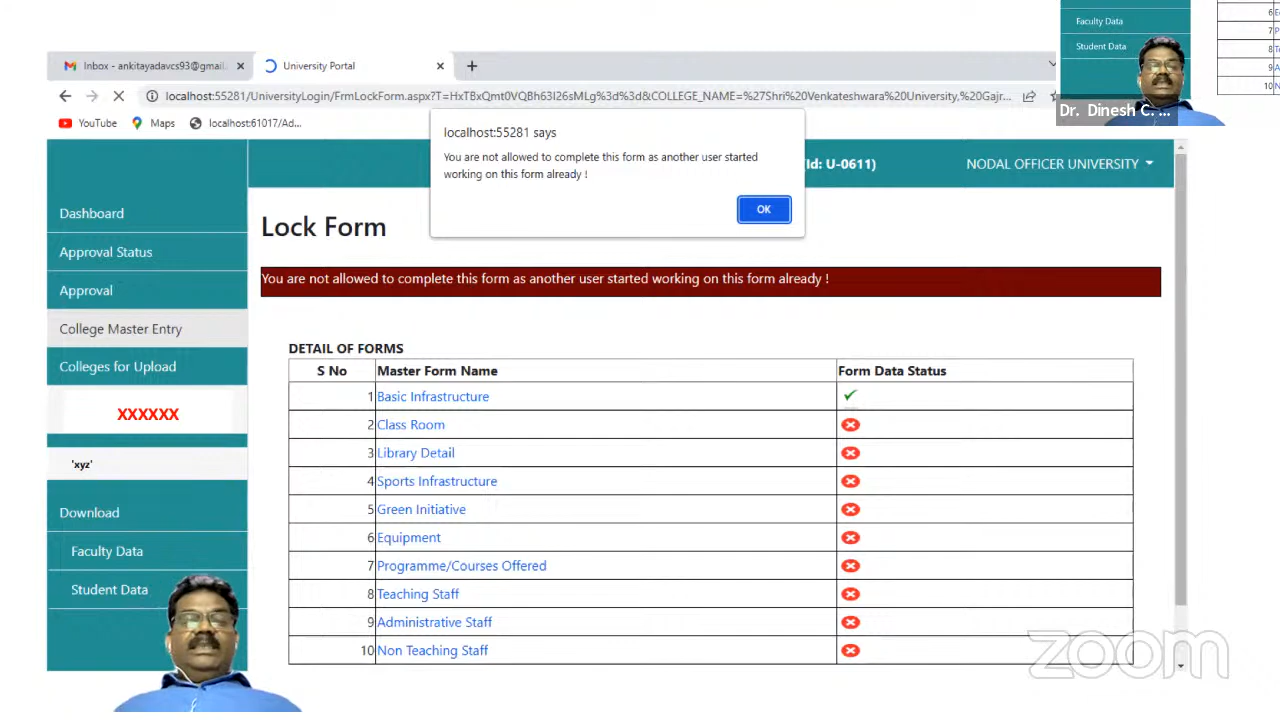 Faculty Data
Student Data
Dr. Dinesh C. ...
6
7
8
9
10
Inbox - ankitayadavcs93@gmail.
University Portal
localhost:55281/UniversityLogin/FrmLockForm.aspx?T=HxTExQmt0VQBh63I26sMLg%3d%3d&COLLEGE_NAME=%27Shri%20Venkateshwara%20University,%20Gajr...
YouTube
Maps
localhost:61017/Ad...
localhost:55281 says
You are not allowed to complete this form as another user started
working on this form already !
OK
(Id: U-0611)
NODAL OFFICER UNIVERSITY
Dashboard
Approval Status
Approval
College Master Entry
Colleges for Upload
XXXXXX
'xyz'
Download
Faculty Data
Student Data
Lock Form
You are not allowed to complete this form as another user started working on this form already !
DETAIL OF FORMS
S No Master Form Name Form Data Status
1 Basic Infrastructure
2 Class Room
3 Library Detail
4 Sports Infrastructure
5 Green Initiative
6 Equipment
7 Programme/Courses Offered
8 Teaching Staff
9 Administrative Staff
10 Non Teaching Staff
zoom